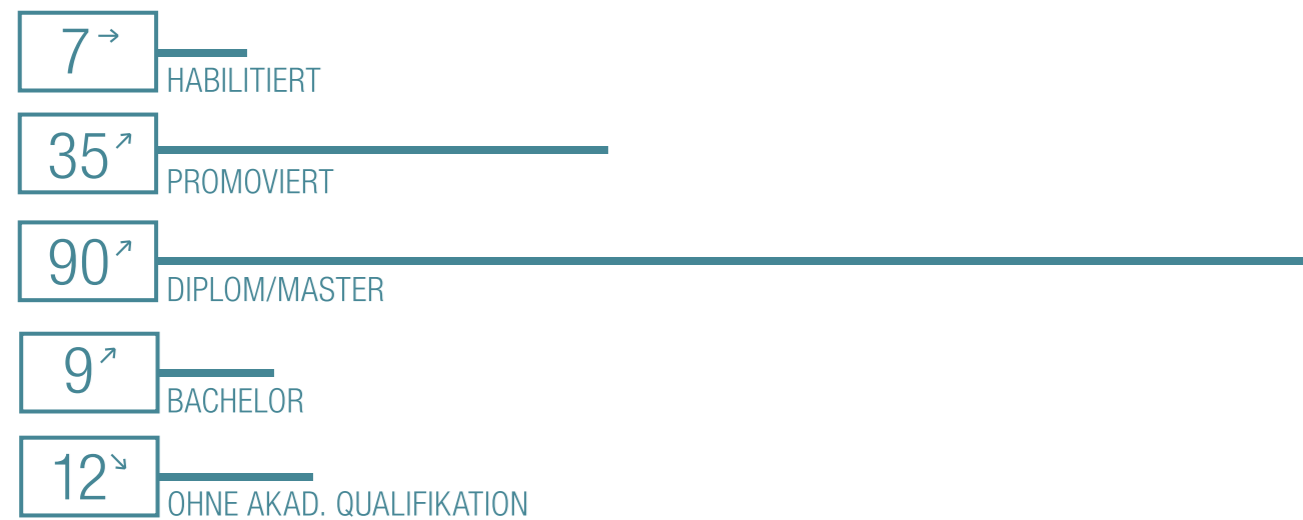 7→
HABILITIERT
35↗
PROMOVIERT
90↗
DIPLOM/MASTER
9↗
BACHELOR
12↘
OHNE AKAD. QUALIFIKATION